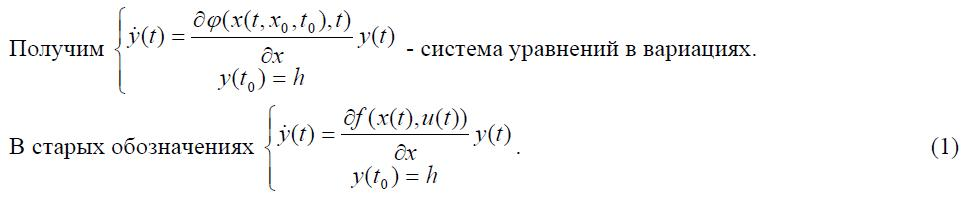 Получим { ẏ(t) = ∂φ(x(t, x₀, t₀), t)/∂x y(t) - система уравнений в вариациях.
y(t₀) = h
В старых обозначениях { ẏ(t) = ∂f(x(t), u(t))/∂x y(t) . (1)
y(t₀) = h